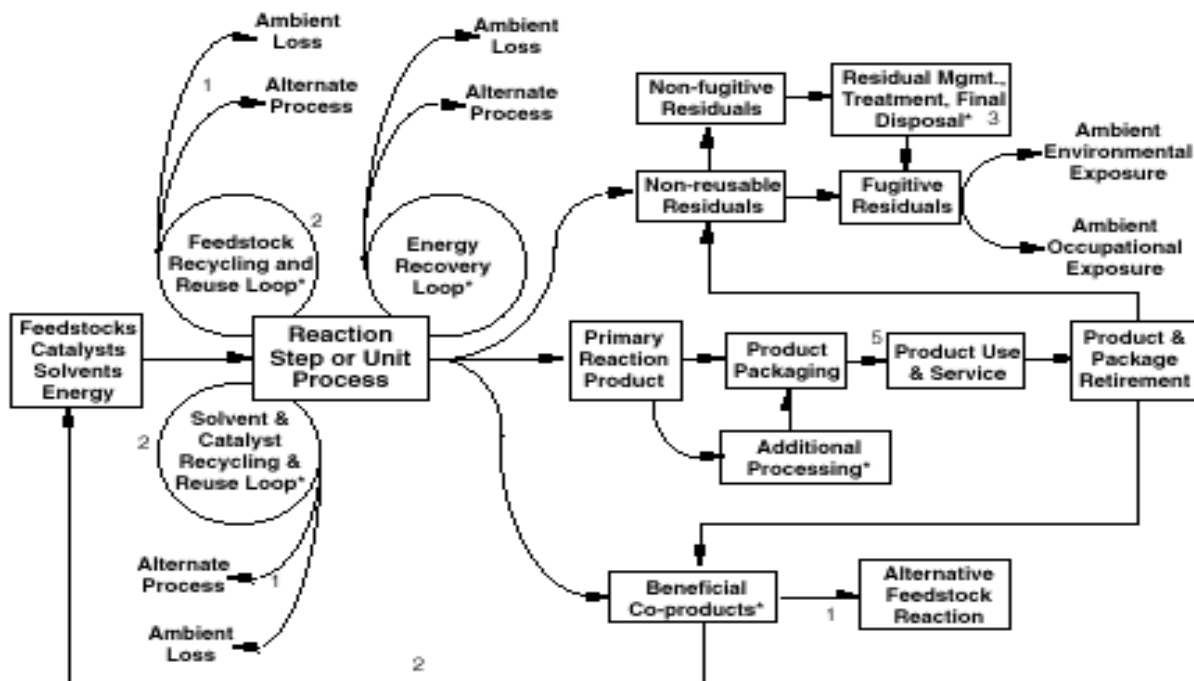 Ambient
Loss
1
Alternate
Process
Ambient
Loss
Alternate
Process
Non-fugitive
Residuals
Residual Mgmt.,
Treatment, Final
Disposal*
3
Ambient
Environmental
Exposure
Non-reusable
Residuals
Fugitive
Residuals
Ambient
Occupational
Exposure
2
Feedstock
Recycling and
Reuse Loop*
Energy
Recovery
Loop*
Feedstocks
Catalysts
Solvents
Energy
Reaction
Step or Unit
Process
Primary
Reaction
Product
Product
Packaging
5
Product Use
& Service
Product &
Package
Retirement
2
Solvent &
Catalyst
Recycling &
Reuse Loop*
Additional
Processing*
Alternate
Process
1
Ambient
Loss
Beneficial
Co-products*
1
Alternative
Feedstock
Reaction
2